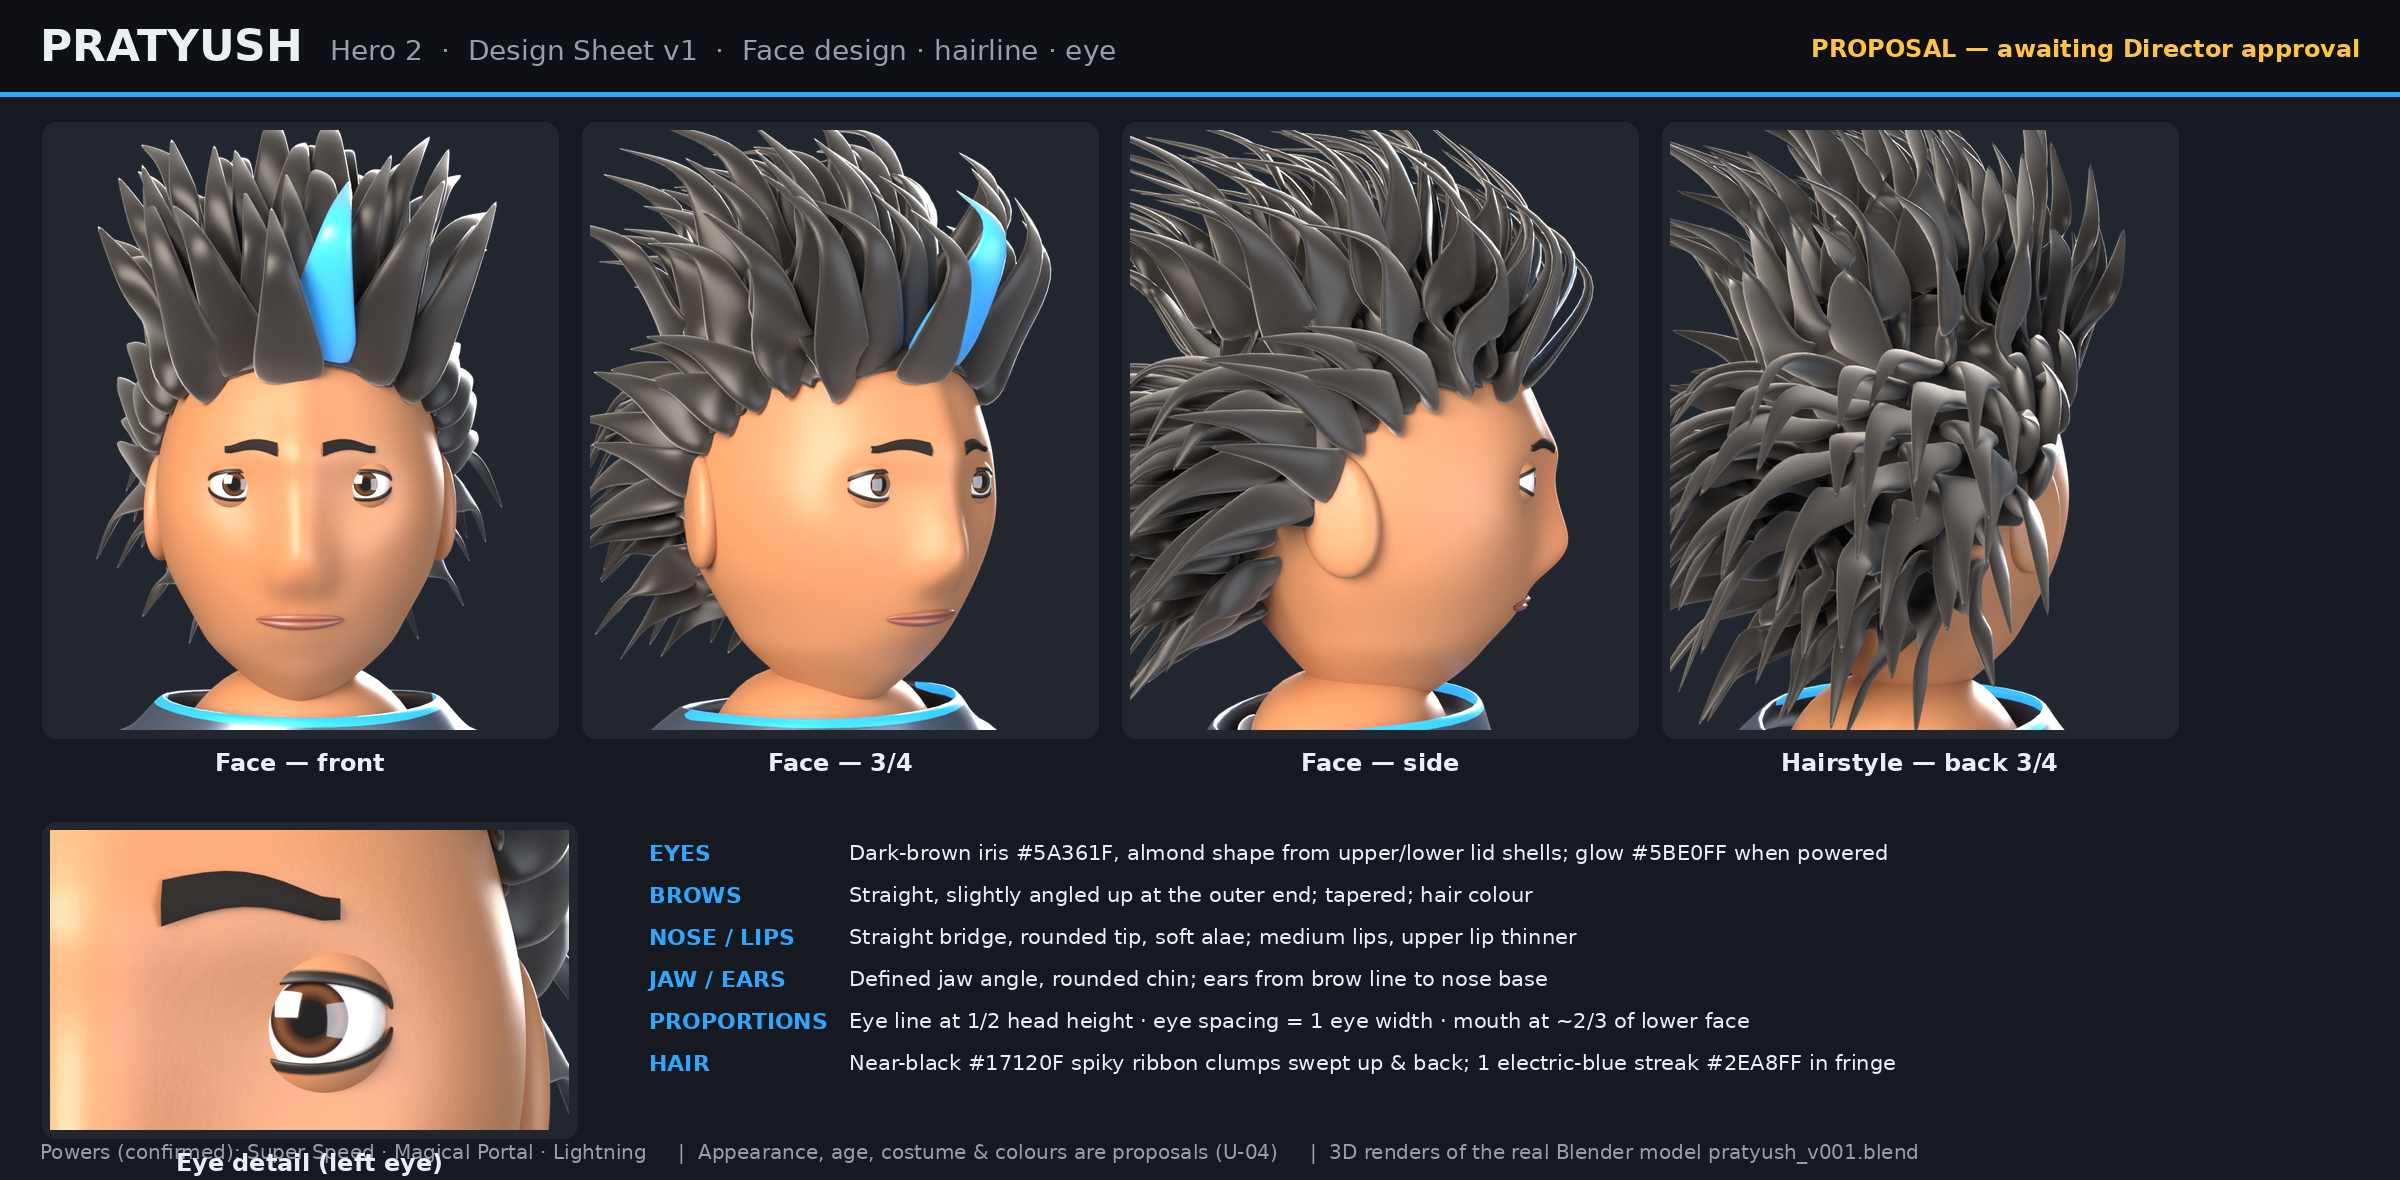 PRATYUSH Hero 2 · Design Sheet v1 · Face design · hairline · eye
PROPOSAL — awaiting Director approval
Face — front
Face — 3/4
Face — side
Hairstyle — back 3/4
EYES Dark-brown iris #5A361F, almond shape from upper/lower lid shells; glow #5BE0FF when powered
BROWS Straight, slightly angled up at the outer end; tapered; hair colour
NOSE / LIPS Straight bridge, rounded tip, soft alae; medium lips, upper lip thinner
JAW / EARS Defined jaw angle, rounded chin; ears from brow line to nose base
PROPORTIONS Eye line at 1/2 head height · eye spacing = 1 eye width · mouth at ~2/3 of lower face
HAIR Near-black #17120F spiky ribbon clumps swept up & back; 1 electric-blue streak #2EA8FF in fringe
Powers (confirmed): Super Speed · Magical Portal · Lightning | Appearance, age, costume & colours are proposals (U-04) | 3D renders of the real Blender model pratyush_v001.blend
Eye detail (left eye)